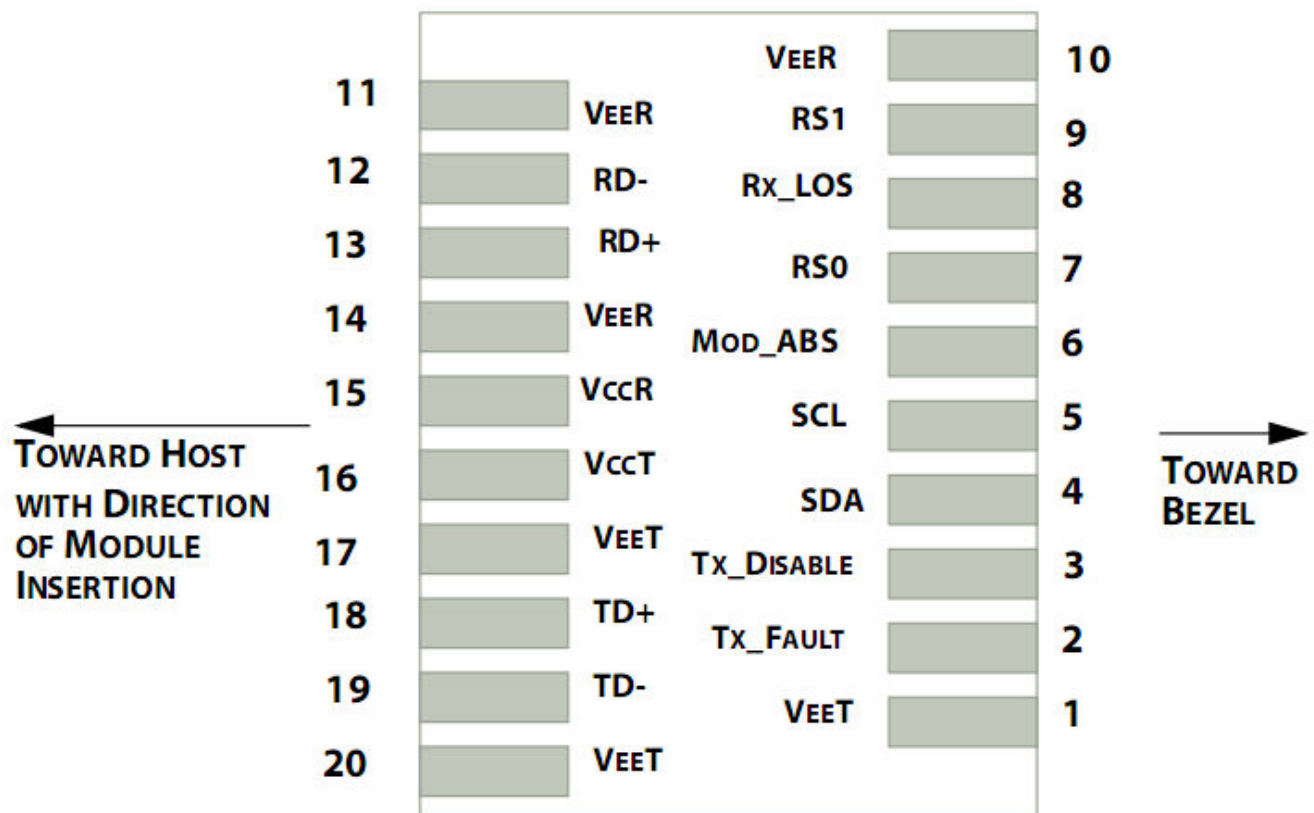 VEER 10
11 VEER
RS1 9
12 RD-
RX_LOS 8
13 RD+
RS0 7
14 VEER
MOD_ABS 6
15 VCCR
SCL 5
TOWARD HOST
WITH DIRECTION
OF MODULE
INSERTION
16 VCCT
TOWARD
BEZEL
SDA 4
17 VEET
TX_DISABLE 3
18 TD+
TX_FAULT 2
19 TD-
VEET 1
20 VEET